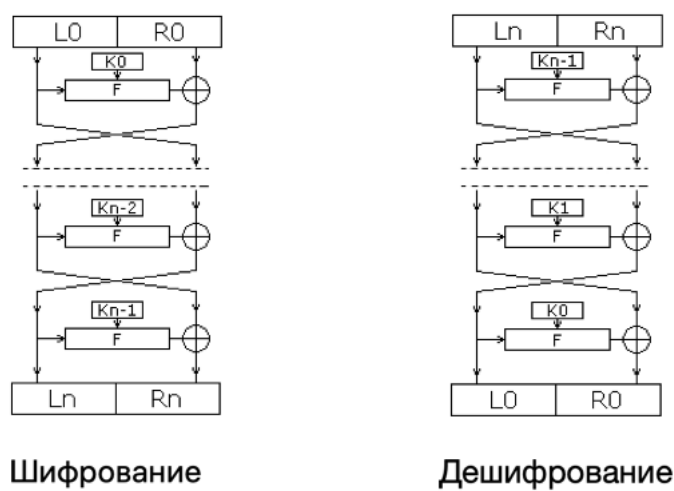 L0 R0
K0
F
Kn-2
F
Kn-1
F
Ln Rn
Шифрование
Ln Rn
Kn-1
F
K1
F
K0
F
L0 R0
Дешифрование